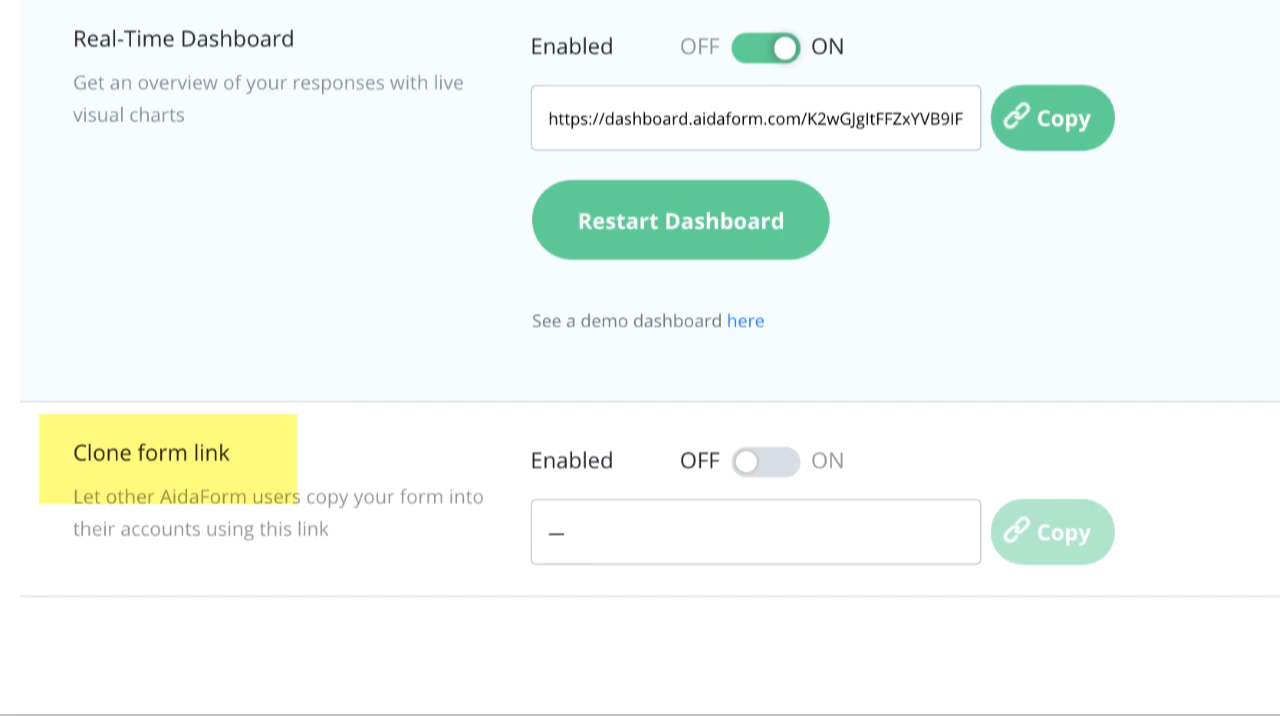 Real-Time Dashboard
Get an overview of your responses with live
visual charts
Enabled OFF ON
https://dashboard.aidaform.com/K2wGJgltFFZxYVB9IF
Copy
Restart Dashboard
See a demo dashboard here
Clone form link
Let other AidaForm users copy your form into
their accounts using this link
Enabled OFF ON
—
Copy